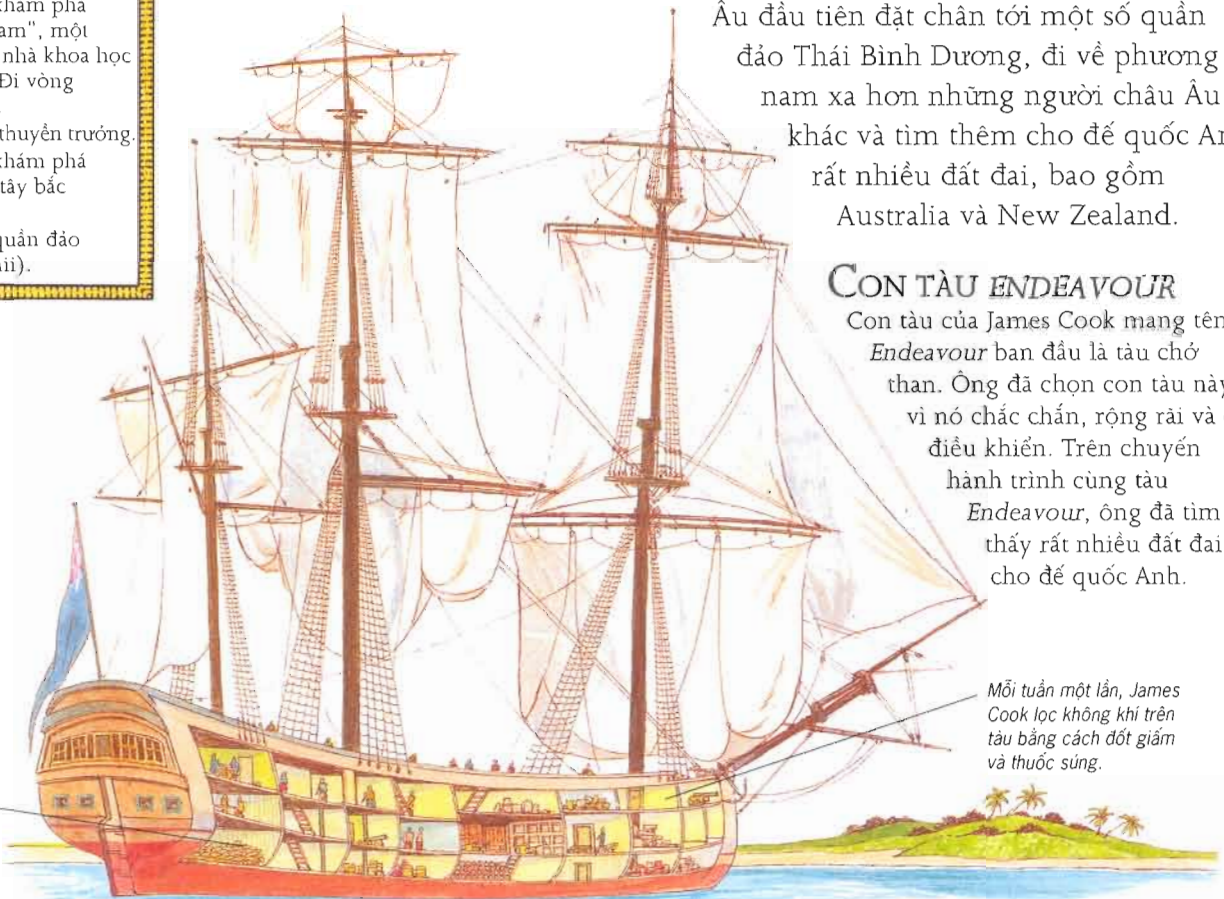 khám phá
một
nhà khoa học
Đi vòng
thuyền trưởng.
khám phá
tây bắc
quần đảo
Âu đầu tiên đặt chân tới một số quần
đảo Thái Bình Dương, đi về phương
nam xa hơn những người châu Âu
khác và tìm thêm cho đế quốc
rất nhiều đất đai, bao gồm
Australia và New Zealand.
CON TÀU ENDEAVOUR
Con tàu của James Cook mang tên
Endeavour ban đầu là tàu chở
than. Ông đã chọn con tàu này
vì nó chắc chắn, rộng rãi và
điều khiển. Trên chuyến
hành trình cùng tàu
Endeavour, ông đã tìm
thấy rất nhiều đất đai
cho đế quốc Anh.
Mỗi tuần một lần, James
Cook lọc không khí trên
tàu bằng cách đốt giấm
và thuốc súng.